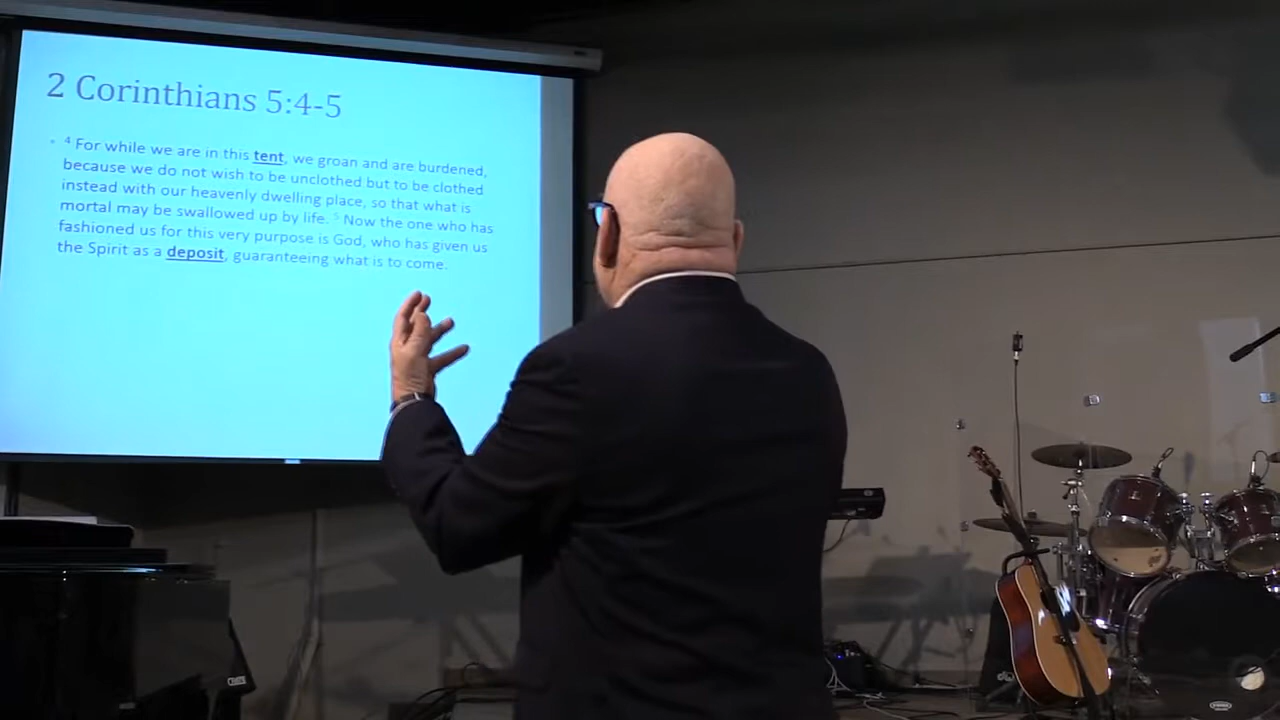 2 Corinthians 5:4-5
• ⁴ For while we are in this tent, we groan and are burdened,
because we do not wish to be unclothed but to be clothed
instead with our heavenly dwelling place, so that what is
mortal may be swallowed up by life. ⁵ Now the one who has
fashioned us for this very purpose is God, who has given us
the Spirit as a deposit, guaranteeing what is to come.